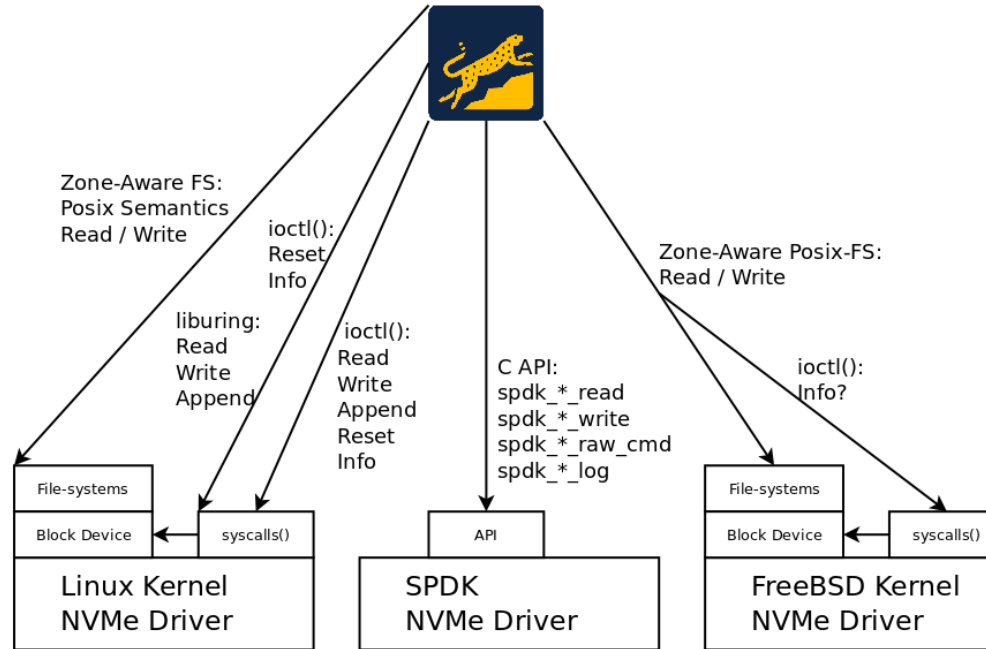 Zone-Aware FS:
Posix Semantics
Read / Write
ioctl():
Reset
Info
liburing:
Read
Write
Append
ioctl():
Read
Write
Append
Reset
Info
C API:
spdk_*_read
spdk_*_write
spdk_*_raw_cmd
spdk_*_log
Zone-Aware Posix-FS:
Read / Write
ioctl():
Info?
File-systems
Block Device
syscalls()
Linux Kernel
NVMe Driver
API
SPDK
NVMe Driver
File-systems
Block Device
syscalls()
FreeBSD Kernel
NVMe Driver